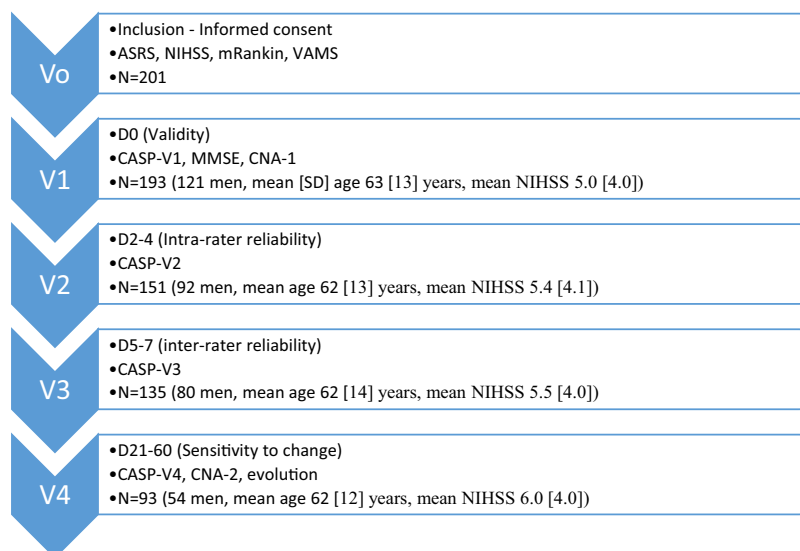 Vo
•Inclusion - Informed consent
•ASRS, NIHSS, mRankin, VAMS
•N=201
V1
•D0 (Validity)
•CASP-V1, MMSE, CNA-1
•N=193 (121 men, mean [SD] age 63 [13] years, mean NIHSS 5.0 [4.0])
V2
•D2-4 (Intra-rater reliability)
•CASP-V2
•N=151 (92 men, mean age 62 [13] years, mean NIHSS 5.4 [4.1])
V3
•D5-7 (inter-rater reliability)
•CASP-V3
•N=135 (80 men, mean age 62 [14] years, mean NIHSS 5.5 [4.0])
V4
•D21-60 (Sensitivity to change)
•CASP-V4, CNA-2, evolution
•N=93 (54 men, mean age 62 [12] years, mean NIHSS 6.0 [4.0])